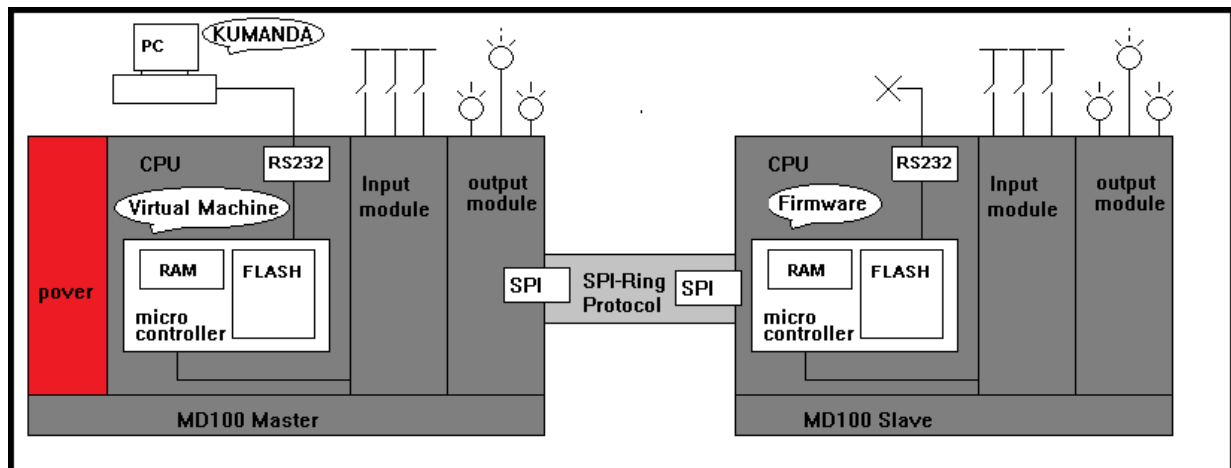 KUMANDA
PC
CPU
RS232
Input
module
output
module
Virtual Machine
RAM
FLASH
micro
controller
pover
MD100 Master
SPI
SPI-Ring
Protocol
SPI
CPU
RS232
Input
module
output
module
Firmware
RAM
FLASH
micro
controller
MD100 Slave